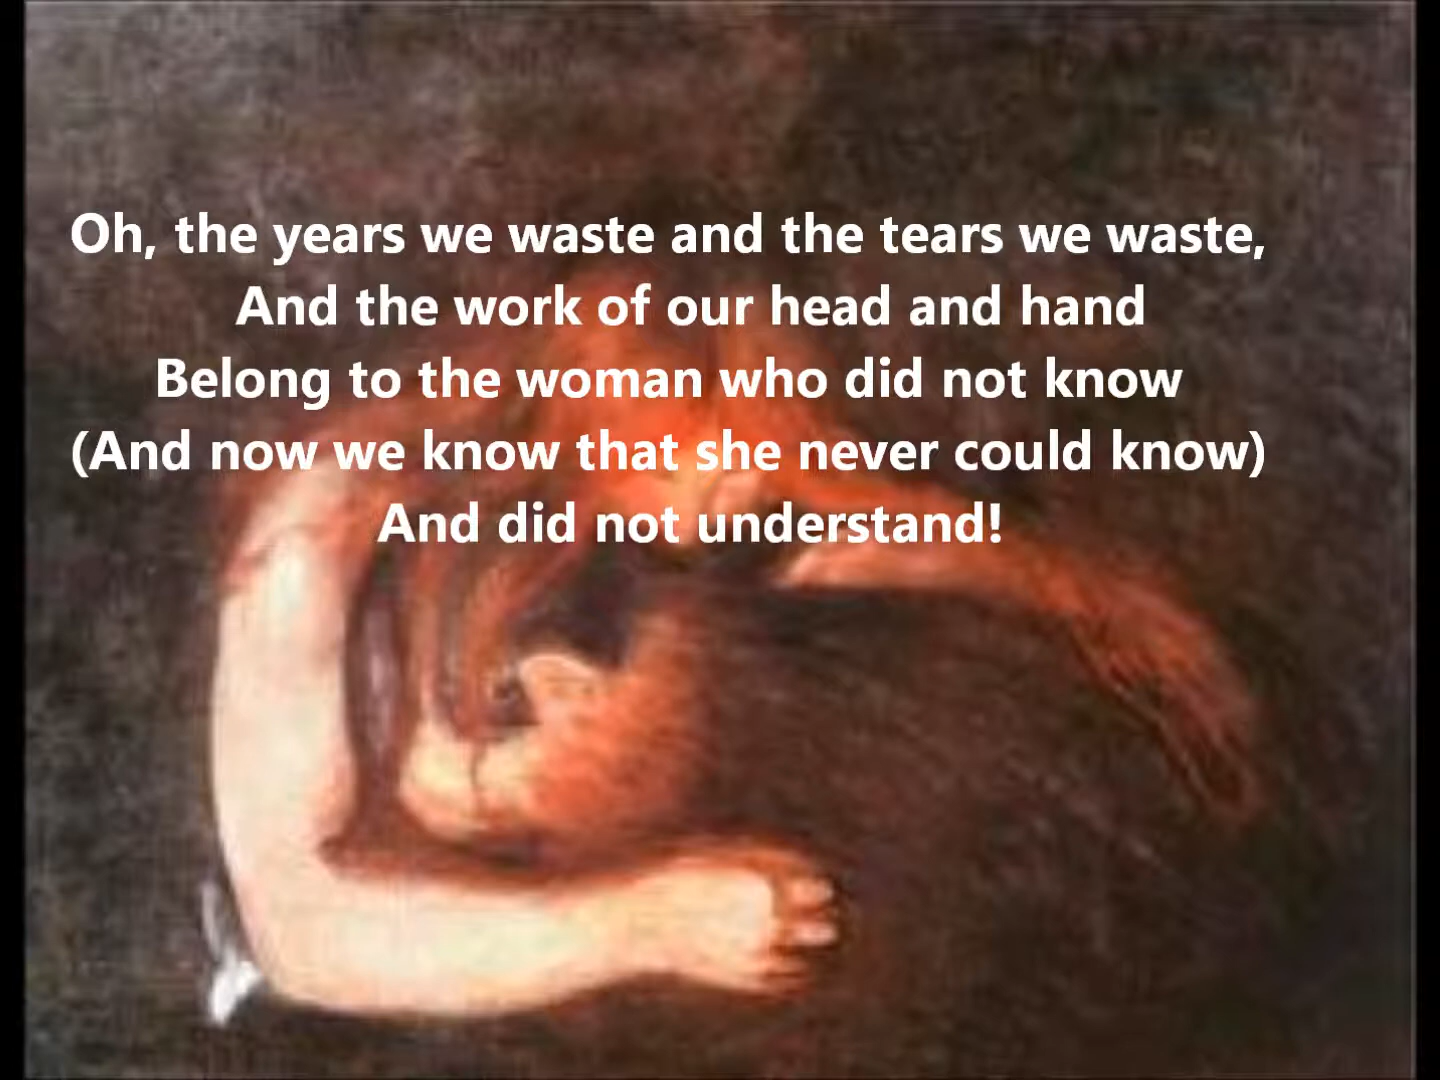 Oh, the years we waste and the tears we waste,
And the work of our head and hand
Belong to the woman who did not know
(And now we know that she never could know)
And did not understand!